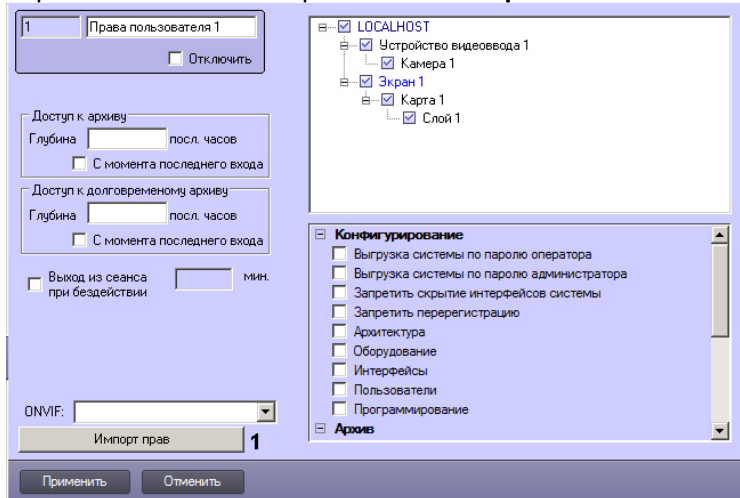 1
Права пользователя 1
Отключить
Доступ к архиву
Глубина посл. часов
С момента последнего входа
Доступ к долговременому архиву
Глубина посл. часов
С момента последнего входа
Выход из сеанса мин.
при бездействии
ONVIF:
Импорт прав 1
LOCALHOST
Устройство видеоввода 1
Камера 1
Экран 1
Карта 1
Слой 1
Конфигурирование
Выгрузка системы по паролю оператора
Выгрузка системы по паролю администратора
Запретить скрытие интерфейсов системы
Запретить перерегистрацию
Архитектура
Оборудование
Интерфейсы
Пользователи
Программирование
Архив
Применить Отменить